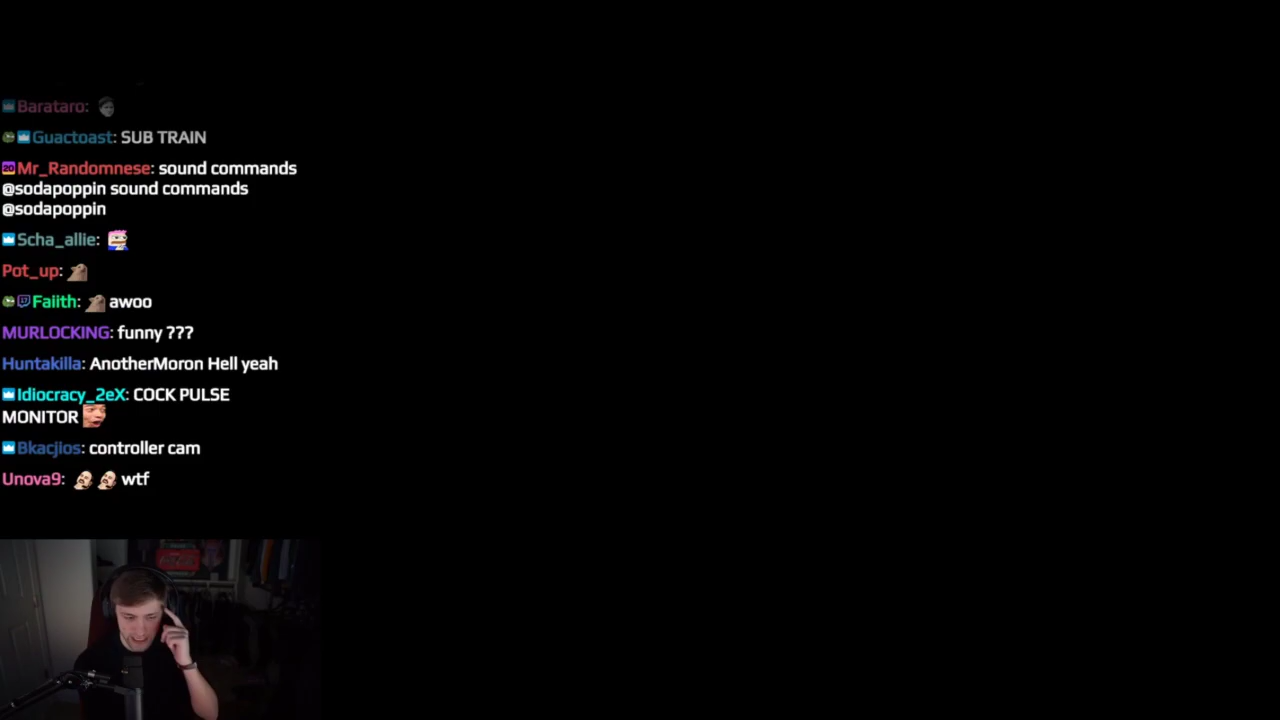 Barataro:
Guactoast: SUB TRAIN
Mr_Randomnese: sound commands
@sodapoppin sound commands
@sodapoppin
Scha_allie:
Pot_up:
Faiith: awoo
MURLOCKING: funny ???
Huntakilla: AnotherMoron Hell yeah
Idiocracy_2eX: COCK PULSE
MONITOR
Bkacjios: controller cam
Unova9: wtf